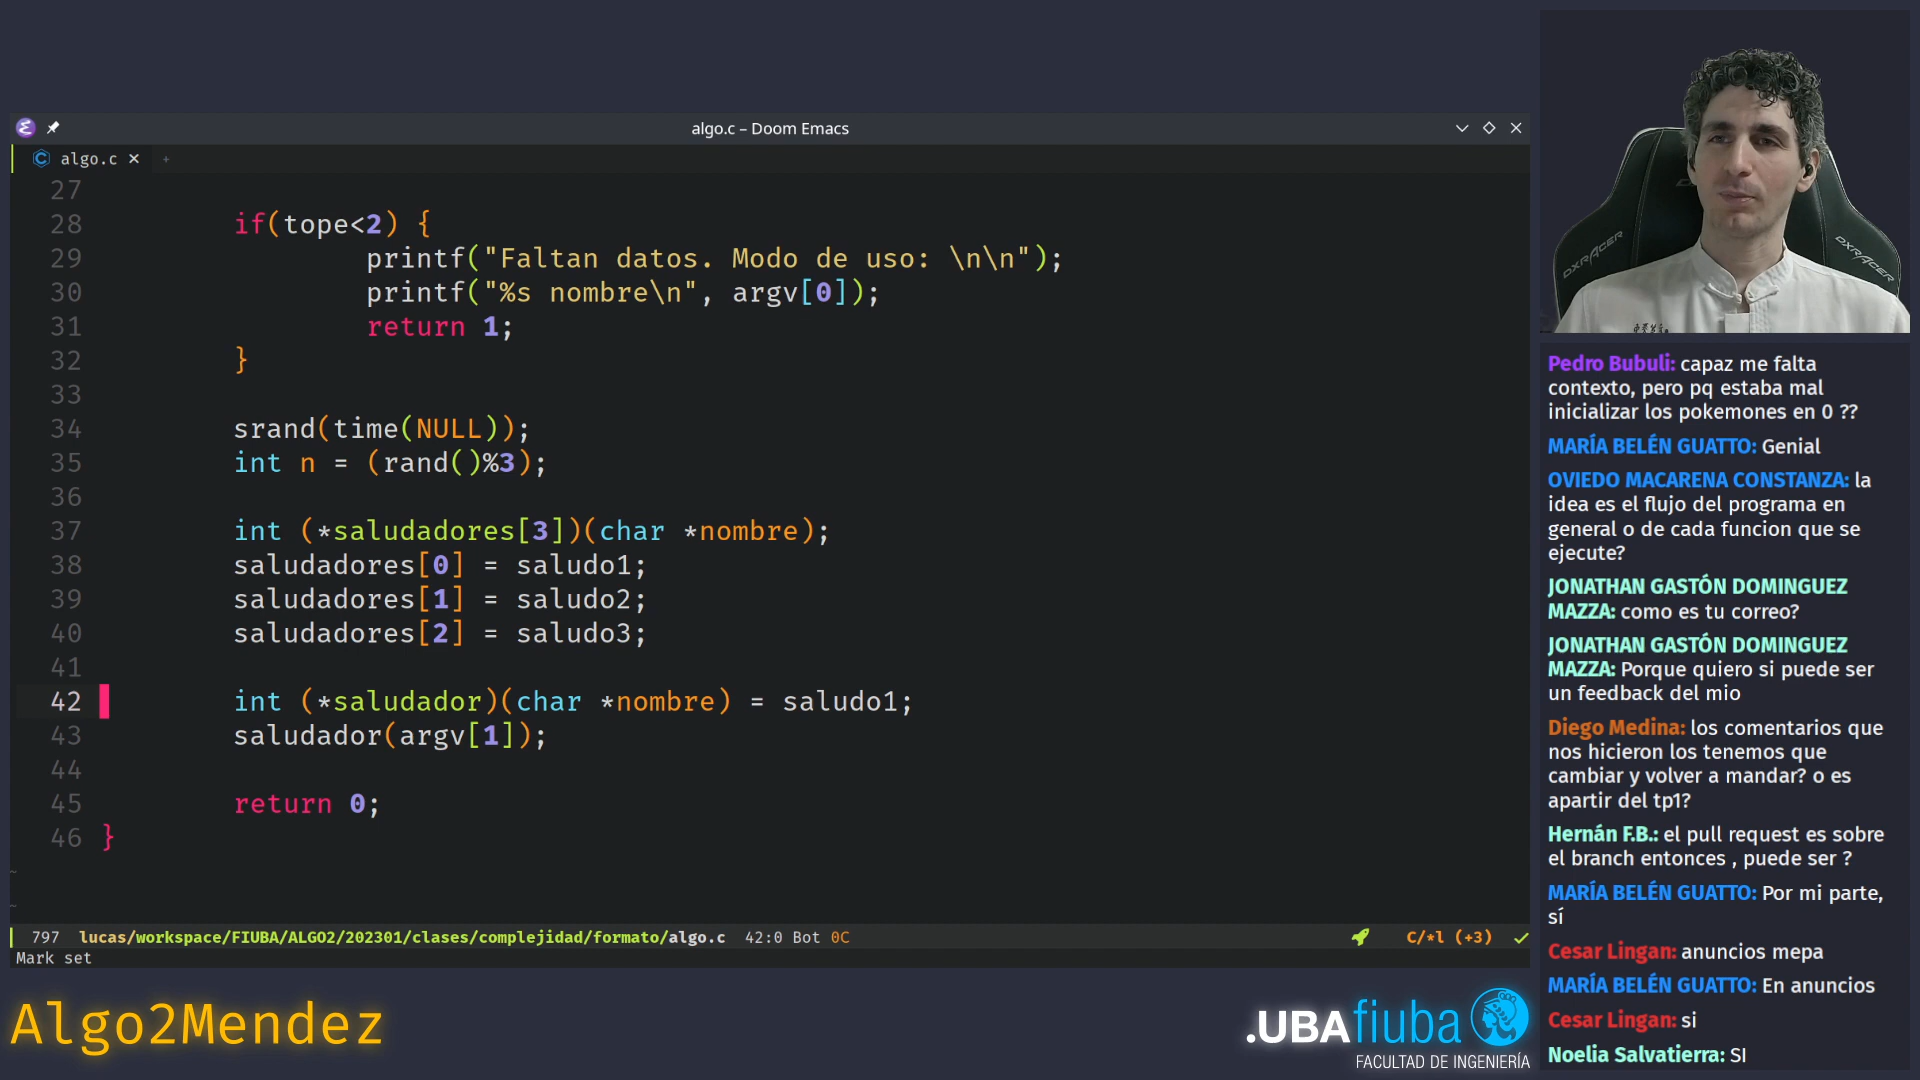 algo.c – Doom Emacs
algo.c × +
27
28 if(tope<2) {
29 printf("Faltan datos. Modo de uso: \n\n");
30 printf("%s nombre\n", argv[0]);
31 return 1;
32 }
33
34 srand(time(NULL));
35 int n = (rand()%3);
36
37 int (*saludadores[3])(char *nombre);
38 saludadores[0] = saludo1;
39 saludadores[1] = saludo2;
40 saludadores[2] = saludo3;
41
42 int (*saludador)(char *nombre) = saludo1;
43 saludador(argv[1]);
44
45 return 0;
46 }
~
~
797 lucas/workspace/FIUBA/ALGO2/202301/clases/complejidad/formato/algo.c 42:0 Bot 0C C/*l (+3)
Mark set
Algo2Mendez
.UBAfiuba
FACULTAD DE INGENIERÍA
DXRACER
DXRACER
Pedro Bubuli: capaz me falta
contexto, pero pq estaba mal
inicializar los pokemones en 0 ??
MARÍA BELÉN GUATTO: Genial
OVIEDO MACARENA CONSTANZA: la
idea es el flujo del programa en
general o de cada funcion que se
ejecute?
JONATHAN GASTÓN DOMINGUEZ
MAZZA: como es tu correo?
JONATHAN GASTÓN DOMINGUEZ
MAZZA: Porque quiero si puede ser
un feedback del mio
Diego Medina: los comentarios que
nos hicieron los tenemos que
cambiar y volver a mandar? o es
apartir del tp1?
Hernán F.B.: el pull request es sobre
el branch entonces , puede ser ?
MARÍA BELÉN GUATTO: Por mi parte,
sí
Cesar Lingan: anuncios mepa
MARÍA BELÉN GUATTO: En anuncios
Cesar Lingan: si
Noelia Salvatierra: SI